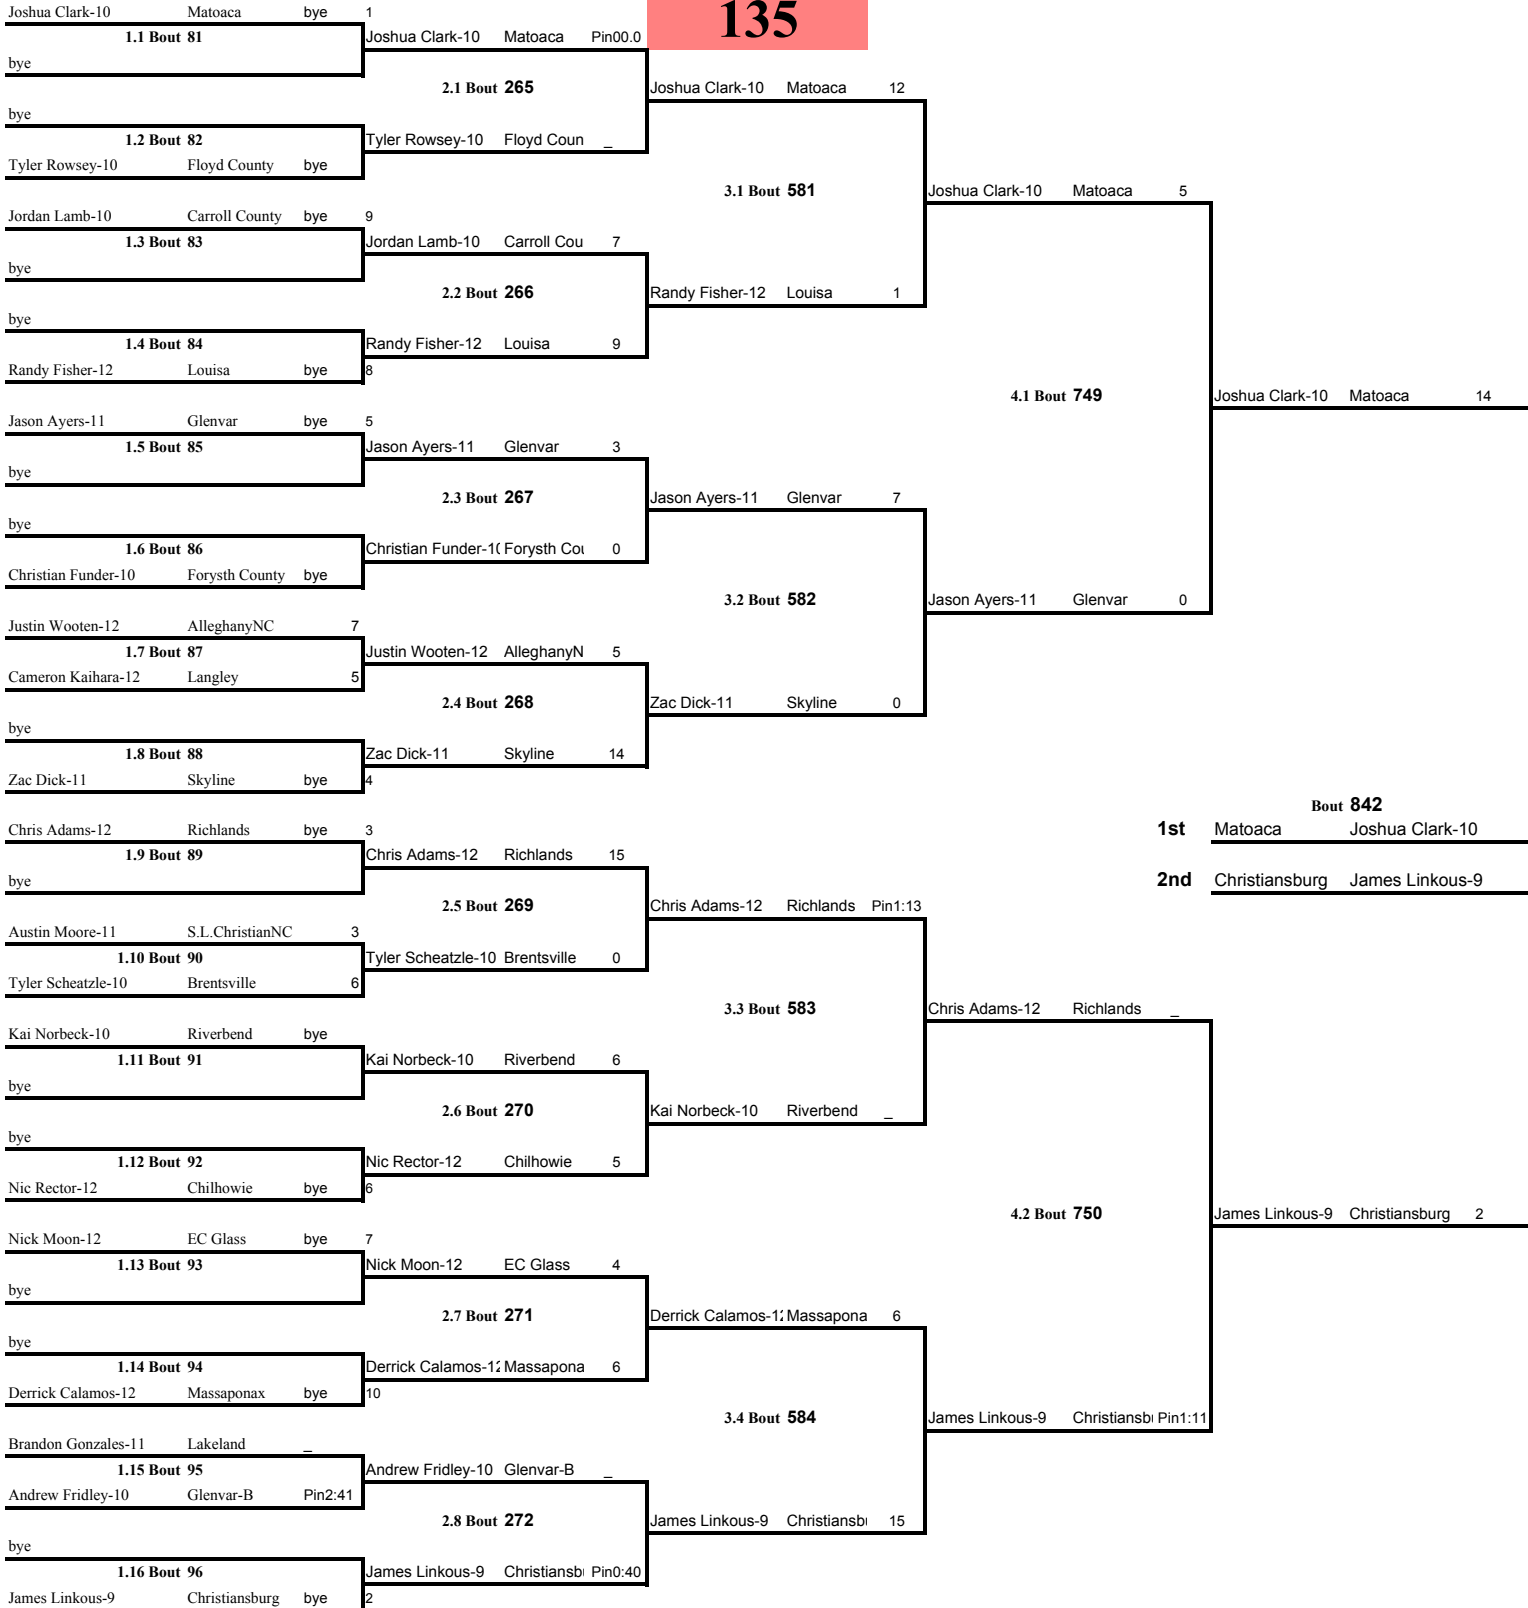 135
Joshua Clark-10 Matoaca bye 1
1.1 Bout 81 Joshua Clark-10 Matoaca Pin00.0
bye
2.1 Bout 265 Joshua Clark-10 Matoaca 12
bye
1.2 Bout 82 Tyler Rowsey-10 Floyd Coun _
Tyler Rowsey-10 Floyd County bye
3.1 Bout 581 Joshua Clark-10 Matoaca 5
Jordan Lamb-10 Carroll County bye 9
1.3 Bout 83 Jordan Lamb-10 Carroll Cou 7
bye
2.2 Bout 266 Randy Fisher-12 Louisa 1
bye
1.4 Bout 84 Randy Fisher-12 Louisa 9
Randy Fisher-12 Louisa bye 8
4.1 Bout 749 Joshua Clark-10 Matoaca 14
Jason Ayers-11 Glenvar bye 5
1.5 Bout 85 Jason Ayers-11 Glenvar 3
bye
2.3 Bout 267 Jason Ayers-11 Glenvar 7
bye
1.6 Bout 86 Christian Funder-10 Forysth Cou 0
Christian Funder-10 Forysth County bye
3.2 Bout 582 Jason Ayers-11 Glenvar 0
Justin Wooten-12 AlleghanyNC 7
1.7 Bout 87 Justin Wooten-12 AlleghanyN 5
Cameron Kaihara-12 Langley 5
2.4 Bout 268 Zac Dick-11 Skyline 0
bye
1.8 Bout 88 Zac Dick-11 Skyline 14
Zac Dick-11 Skyline bye 4
Bout 842
Chris Adams-12 Richlands bye 3 1st Matoaca Joshua Clark-10
1.9 Bout 89 Chris Adams-12 Richlands 15
bye 2nd Christiansburg James Linkous-9
2.5 Bout 269 Chris Adams-12 Richlands Pin1:13
Austin Moore-11 S.L.ChristianNC 3
1.10 Bout 90 Tyler Scheatzle-10 Brentsville 0
Tyler Scheatzle-10 Brentsville 6
3.3 Bout 583 Chris Adams-12 Richlands _
Kai Norbeck-10 Riverbend bye
1.11 Bout 91 Kai Norbeck-10 Riverbend 6
bye
2.6 Bout 270 Kai Norbeck-10 Riverbend _
bye
1.12 Bout 92 Nic Rector-12 Chilhowie 5
Nic Rector-12 Chilhowie bye 6
4.2 Bout 750 James Linkous-9 Christiansburg 2
Nick Moon-12 EC Glass bye 7
1.13 Bout 93 Nick Moon-12 EC Glass 4
bye
2.7 Bout 271 Derrick Calamos-12 Massapona 6
bye
1.14 Bout 94 Derrick Calamos-12 Massapona 6
Derrick Calamos-12 Massaponax bye 10
3.4 Bout 584 James Linkous-9 Christiansbu Pin1:11
Brandon Gonzales-11 Lakeland _
1.15 Bout 95 Andrew Fridley-10 Glenvar-B _
Andrew Fridley-10 Glenvar-B Pin2:41
2.8 Bout 272 James Linkous-9 Christiansbu 15
bye
1.16 Bout 96 James Linkous-9 Christiansbu Pin0:40
James Linkous-9 Christiansburg bye 2